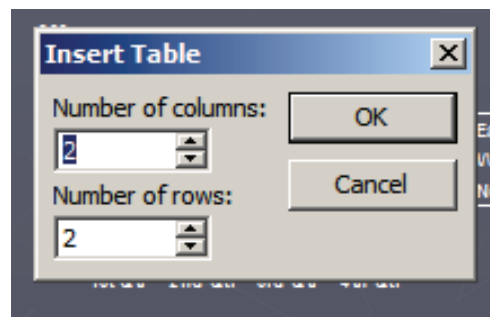 Insert Table
Number of columns:
2
OK
Number of rows:
2
Cancel